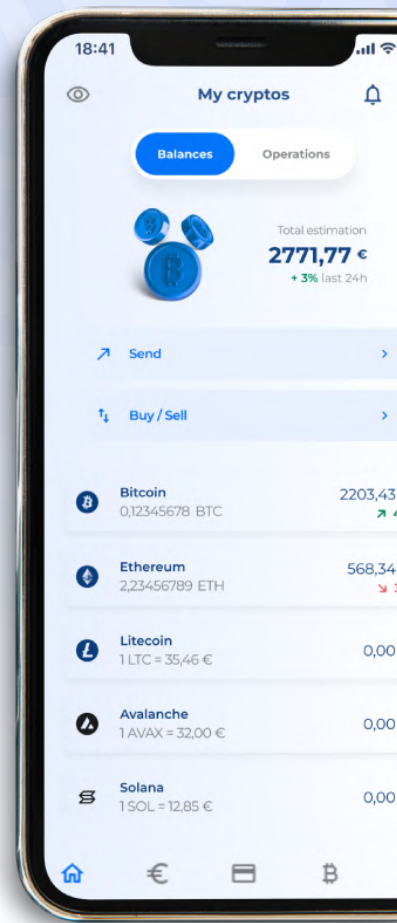 18:41
My cryptos
Balances Operations
Total estimation
2771,77 €
+ 3% last 24h
Send
Buy / Sell
Bitcoin 2203,43
0,12345678 BTC 4
Ethereum 568,34
2,23456789 ETH
Litecoin 0,00
1 LTC = 35,46 €
Avalanche 0,00
1 AVAX = 32,00 €
Solana 0,00
1 SOL = 12,85 €